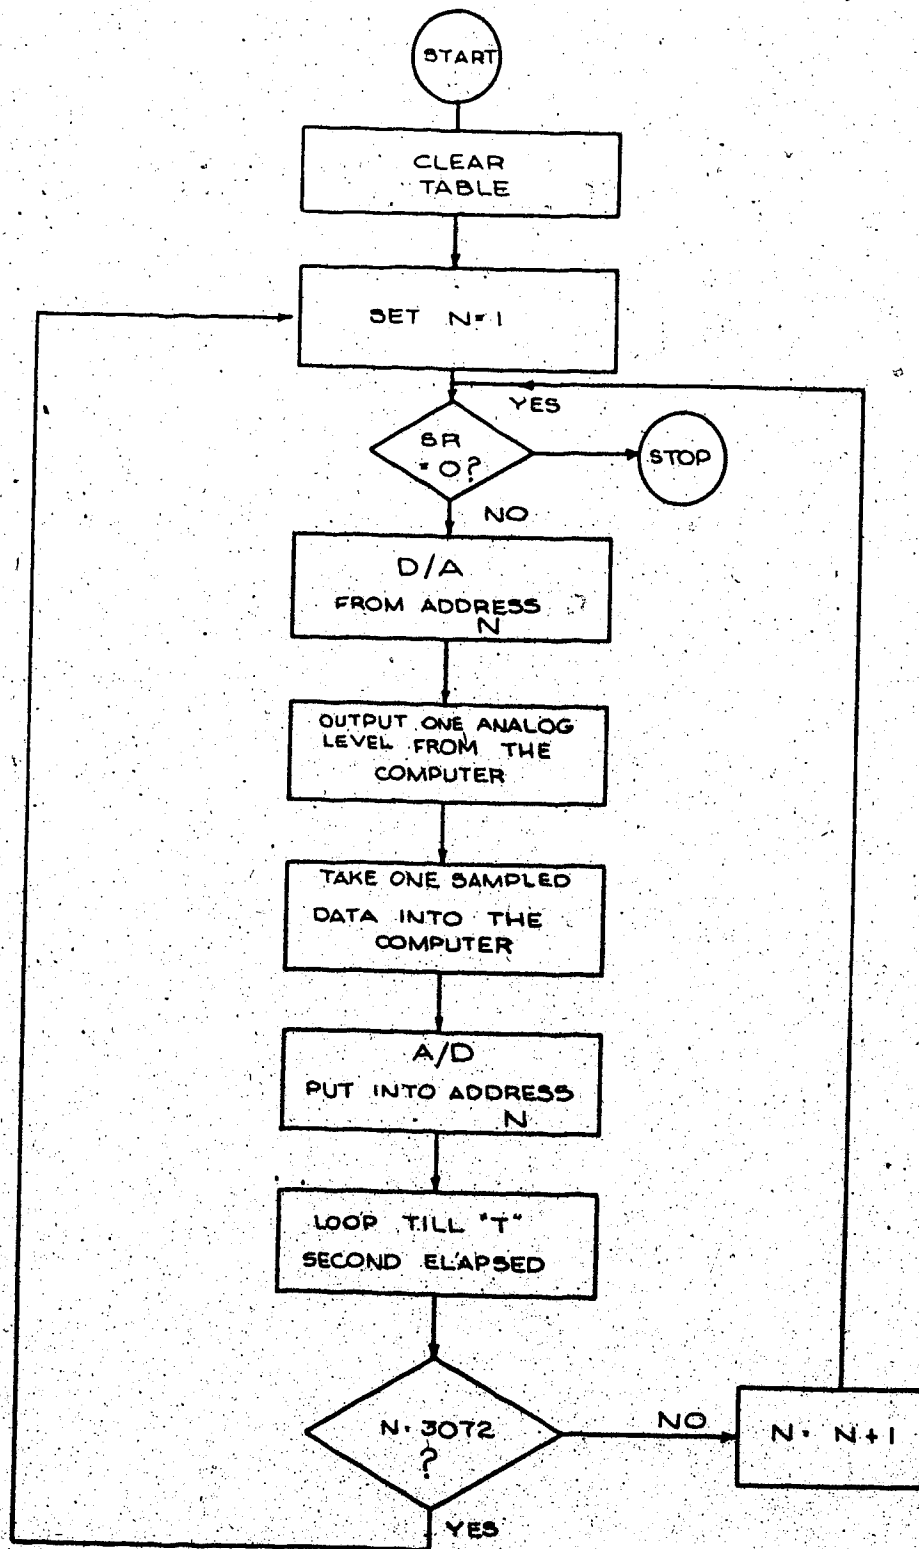 START
CLEAR
TABLE
SET N=1
YES
SR
=0?
STOP
NO
D/A
FROM ADDRESS
N
OUTPUT ONE ANALOG
LEVEL FROM THE
COMPUTER
TAKE ONE SAMPLED
DATA INTO THE
COMPUTER
A/D
PUT INTO ADDRESS
N
LOOP TILL "T"
SECOND ELAPSED
N=3072
?
NO
N= N+1
YES